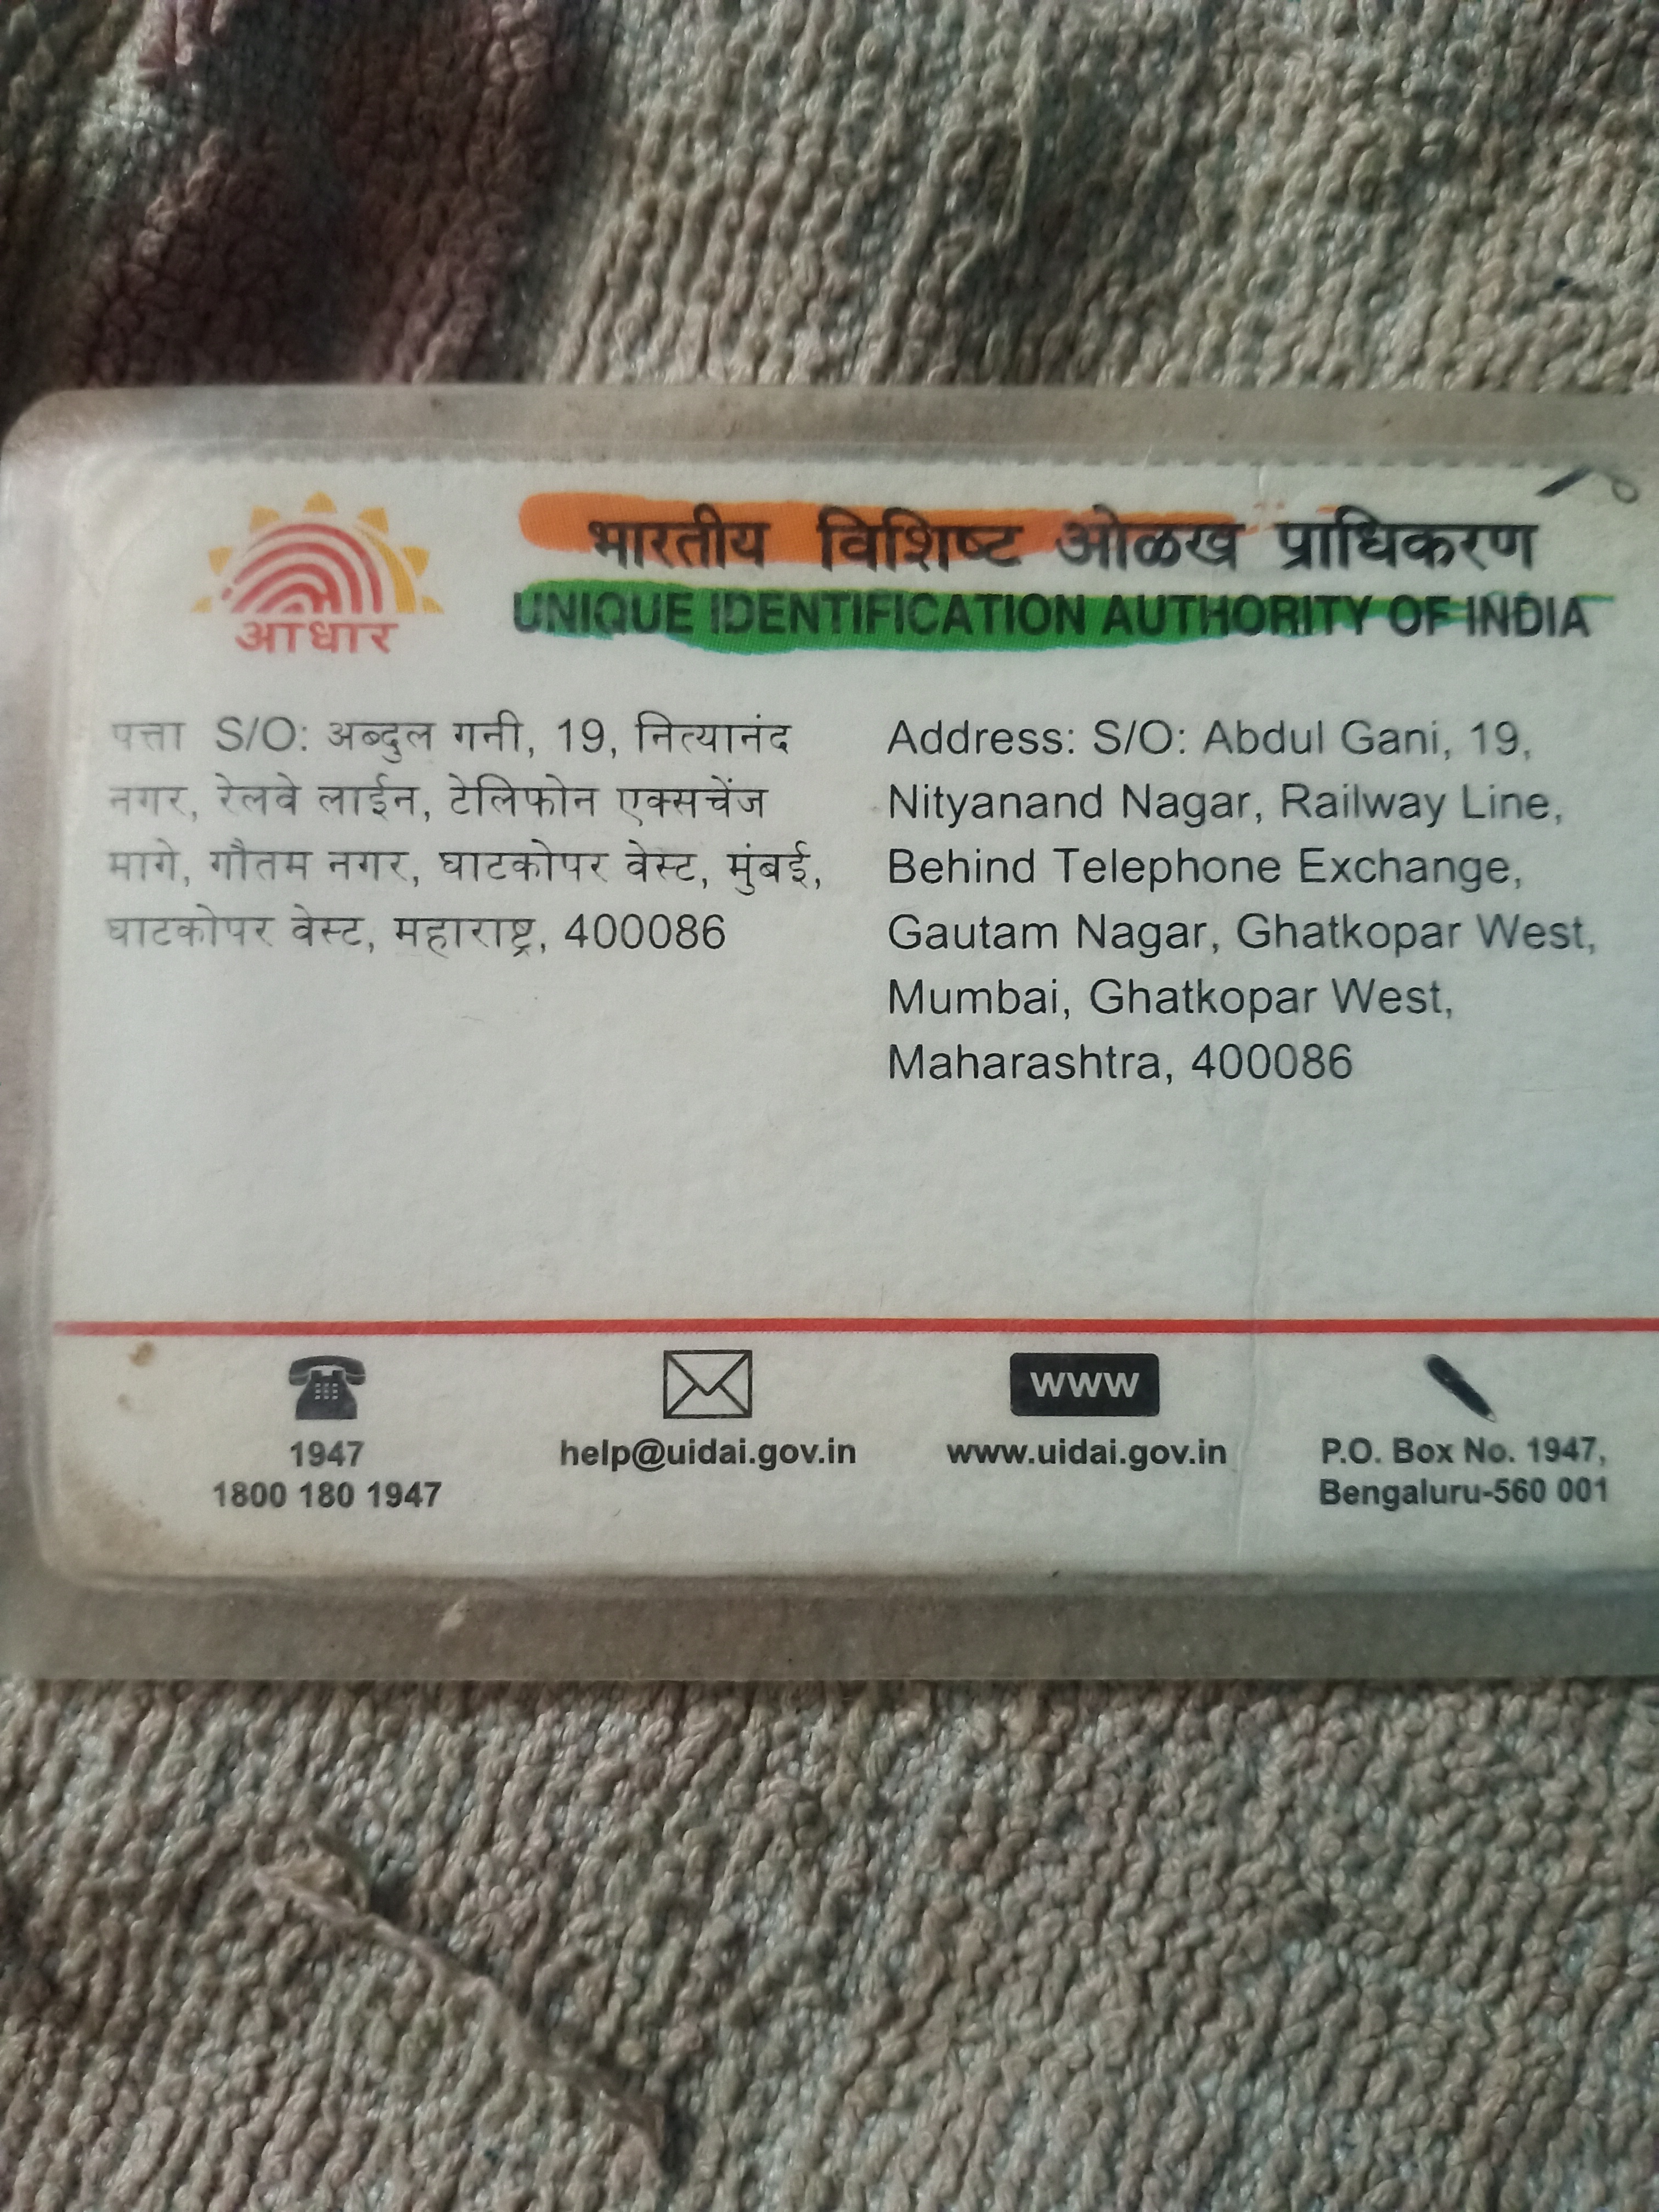 आधार
भारतीय विशिष्ट ओळख प्राधिकरण
UNIQUE IDENTIFICATION AUTHORITY OF INDIA
पत्ता S/O: अब्दुल गनी, 19, नित्यानंद
नगर, रेलवे लाईन, टेलिफोन एक्सचेंज
मागे, गौतम नगर, घाटकोपर वेस्ट, मुंबई,
घाटकोपर वेस्ट, महाराष्ट्र, 400086
Address: S/O: Abdul Gani, 19,
Nityanand Nagar, Railway Line,
Behind Telephone Exchange,
Gautam Nagar, Ghatkopar West,
Mumbai, Ghatkopar West,
Maharashtra, 400086
1947
1800 180 1947
help@uidai.gov.in
www
www.uidai.gov.in
P.O. Box No. 1947,
Bengaluru-560 001